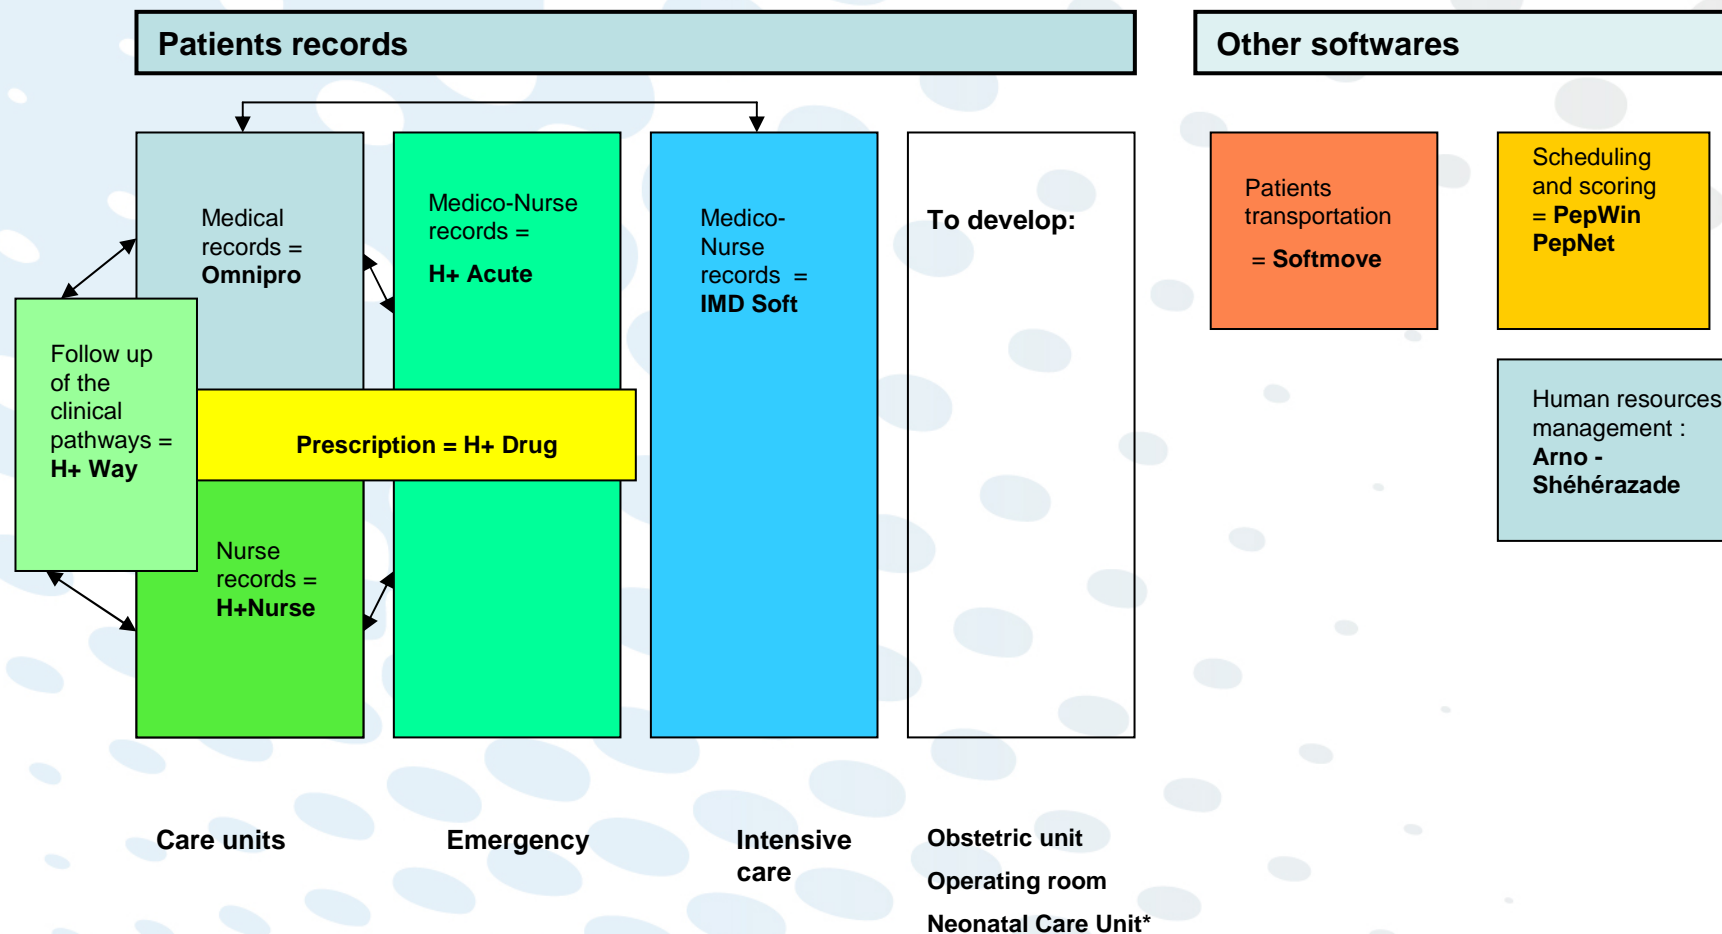 Patients records
Other softwares
Medical
records =
Omnipro
Medico-Nurse
records =
H+ Acute
Medico-
Nurse
records =
IMD Soft
To develop:
Patients
transportation
= Softmove
Scheduling
and scoring
= PepWin
PepNet
Follow up
of the
clinical
pathways =
H+ Way
Prescription = H+ Drug
Human resources
management :
Arno -
Shéhérazade
Nurse
records =
H+Nurse
Care units
Emergency
Intensive
care
Obstetric unit
Operating room
Neonatal Care Unit*